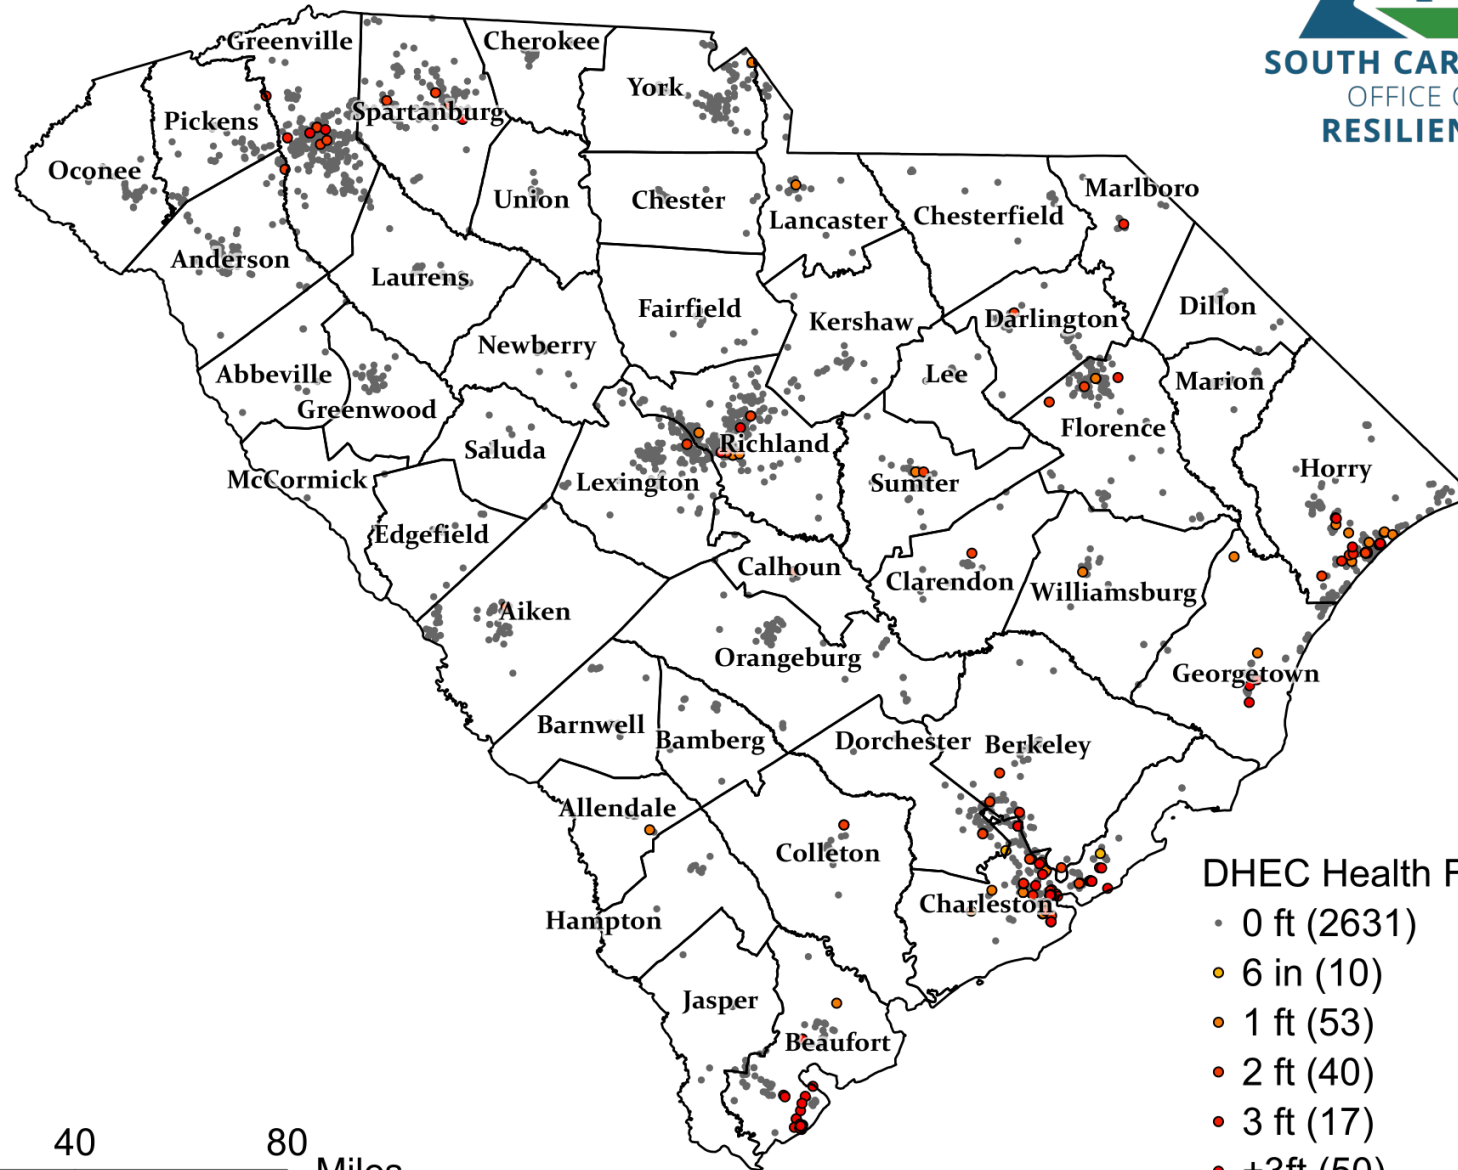 SOUTH CAR
OFFICE
RESILIEN
Greenville
Cherokee
York
Spartanburg
Pickens
Oconee
Marlboro
Union
Chester
Lancaster
Chesterfield
Anderson
Laurens
Fairfield
Kershaw
Darlington
Dillon
Newberry
Abbeville
Lee
Marion
Greenwood
Florence
Saluda
Richland
Horry
McCormick
Lexington
Sumter
Edgefield
Calhoun
Clarendon
Williamsburg
Aiken
Orangeburg
Georgetown
Barnwell
Bamberg
Dorchester
Berkeley
Allendale
Colleton
Charleston
Hampton
Jasper
Beaufort
DHEC Health F
0 ft (2631)
6 in (10)
1 ft (53)
2 ft (40)
3 ft (17)
+3ft (50)
40 80
Miles